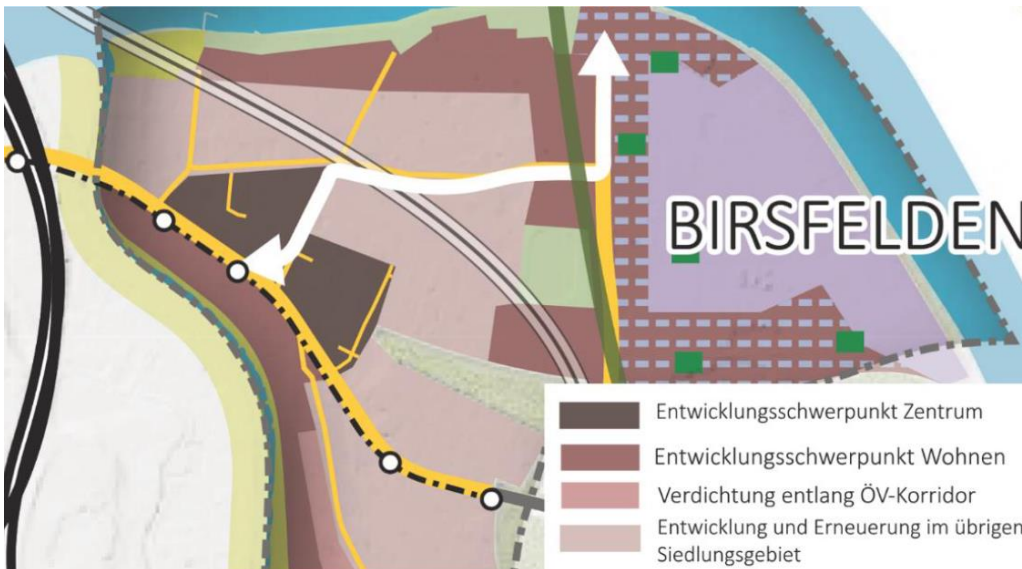 BIRSFELDEN
Entwicklungsschwerpunkt Zentrum
Entwicklungsschwerpunkt Wohnen
Verdichtung entlang ÖV-Korridor
Entwicklung und Erneuerung im übrigen
Siedlungsgebiet